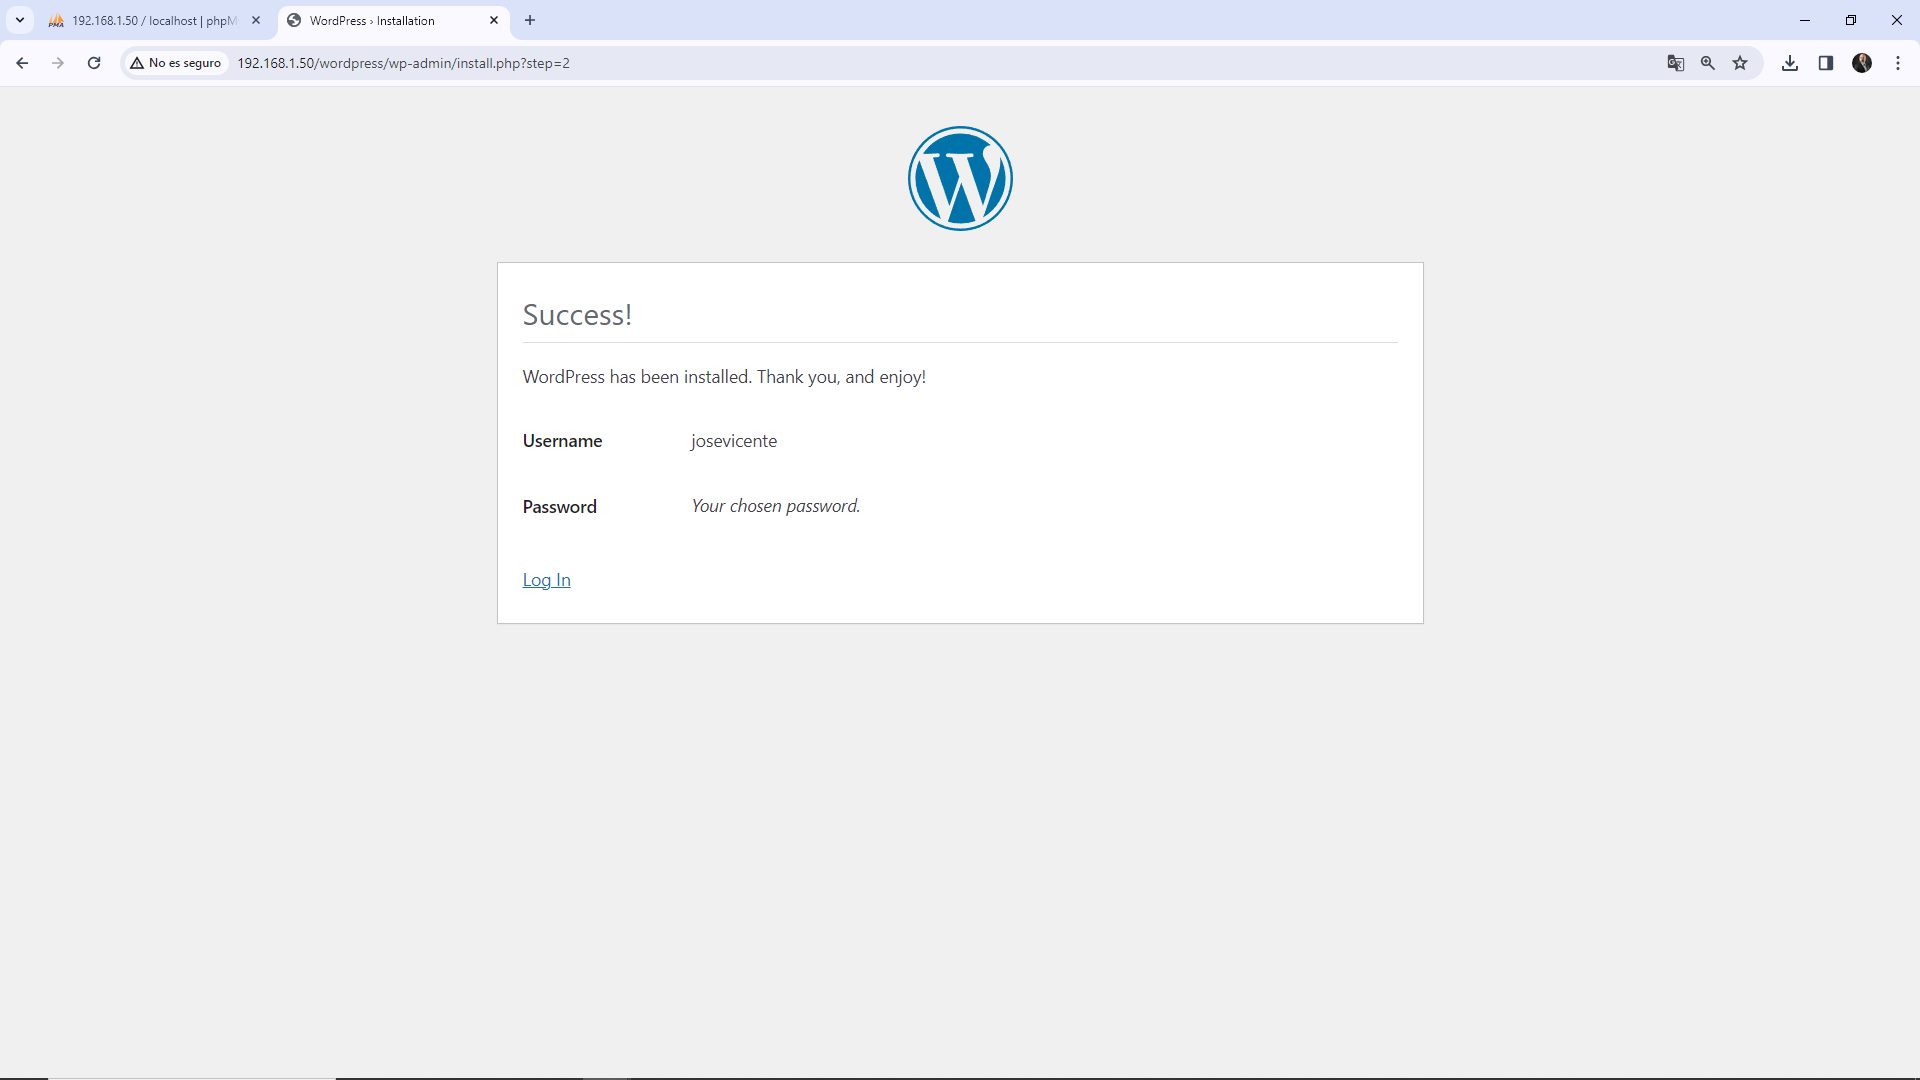 192.168.1.50 / localhost | phpM
WordPress › Installation
No es seguro
192.168.1.50/wordpress/wp-admin/install.php?step=2
Success!
WordPress has been installed. Thank you, and enjoy!
Username josevicente
Password Your chosen password.
Log In